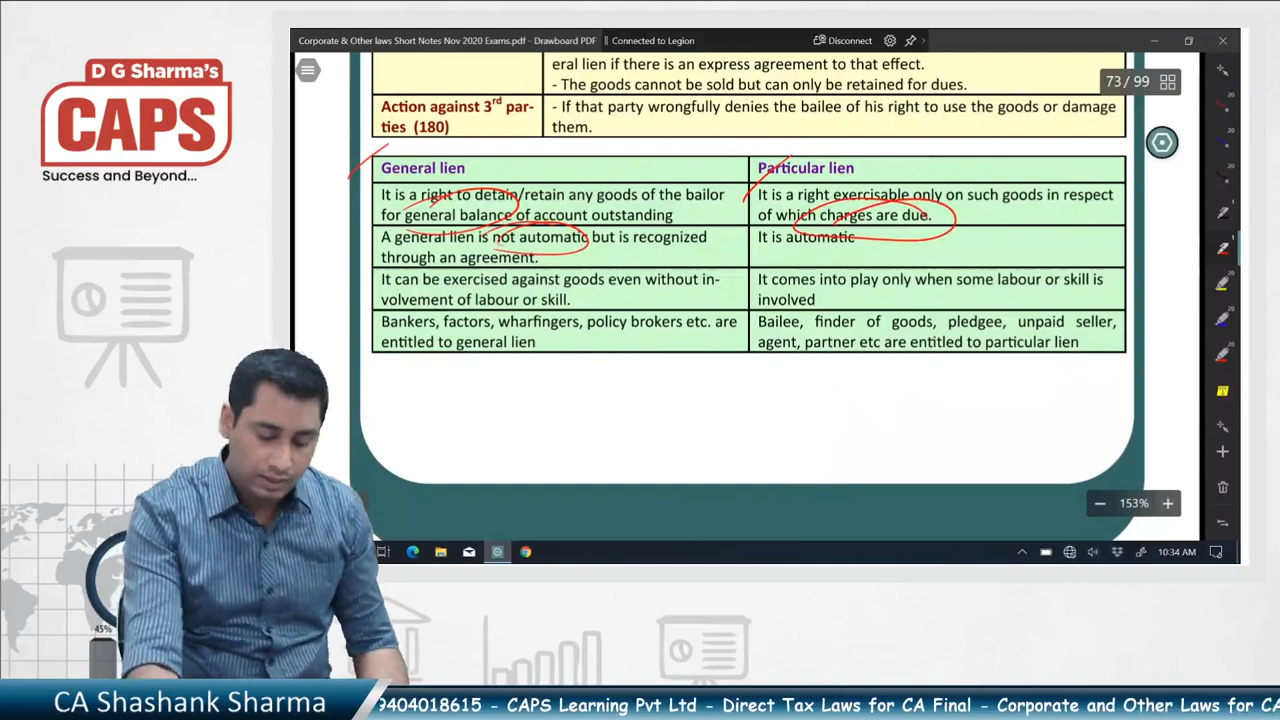 D G Sharma's
CAPS
Success and Beyond...
Corporate & Other laws Short Notes Nov 2020 Exams.pdf - Drawboard PDF
Connected to Legion
Disconnect
eral lien if there is an express agreement to that effect.
- The goods cannot be sold but can only be retained for dues.
73 / 99
Action against 3rd par-
ties (180)
- If that party wrongfully denies the bailee of his right to use the goods or damage
them.
General lien
Particular lien
It is a right to detain/retain any goods of the bailor
for general balance of account outstanding
It is a right exercisable only on such goods in respect
of which charges are due.
A general lien is not automatic but is recognized
through an agreement.
It is automatic
It can be exercised against goods even without in-
volvement of labour or skill.
It comes into play only when some labour or skill is
involved
Bankers, factors, wharfingers, policy brokers etc. are
entitled to general lien
Bailee, finder of goods, pledgee, unpaid seller,
agent, partner etc are entitled to particular lien
153%
10:34 AM
45%
CA Shashank Sharma
9404018615 - CAPS Learning Pvt Ltd - Direct Tax Laws for CA Final - Corporate and Other Laws for CA